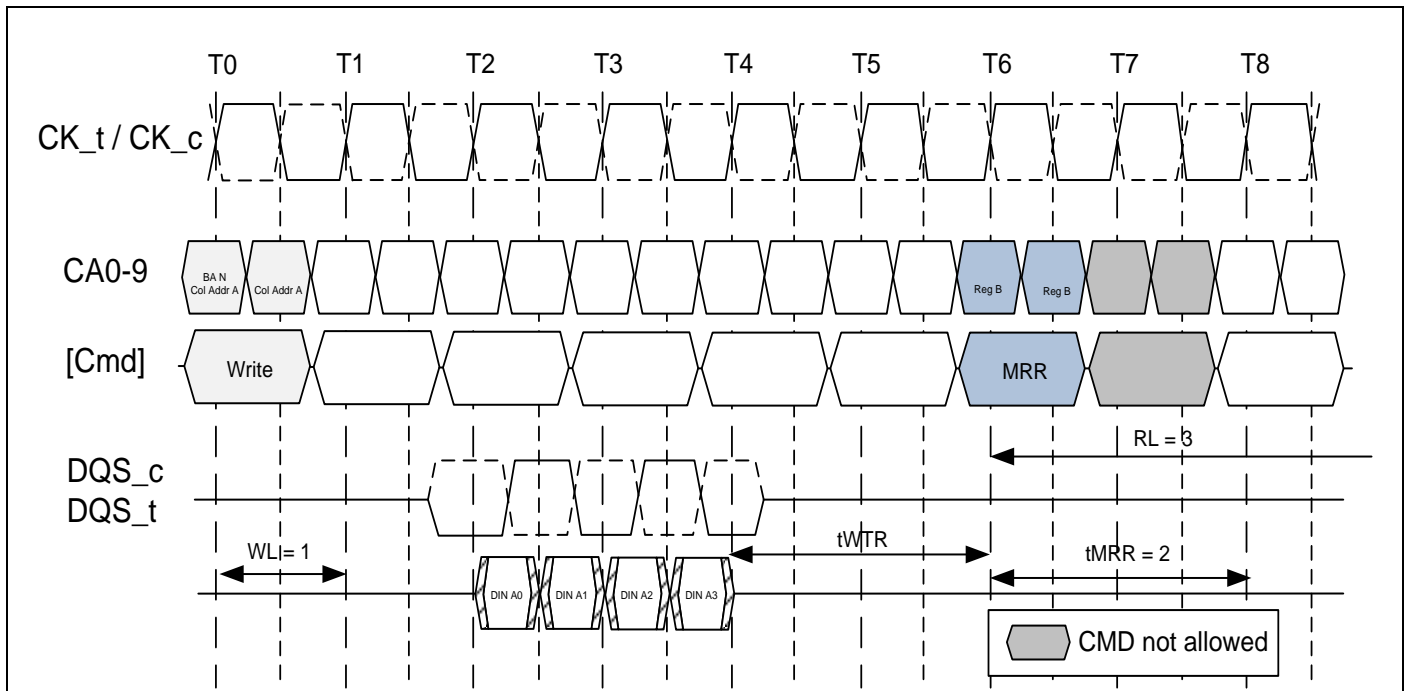 T0 T1 T2 T3 T4 T5 T6 T7 T8
CK_t / CK_c
CA0-9
BA N
Col Addr A
Col Addr A
Reg B
Reg B
[Cmd]
Write
MRR
RL = 3
DQS_c
DQS_t
WL = 1
tWTR
tMRR = 2
DIN A0
DIN A1
DIN A2
DIN A3
CMD not allowed